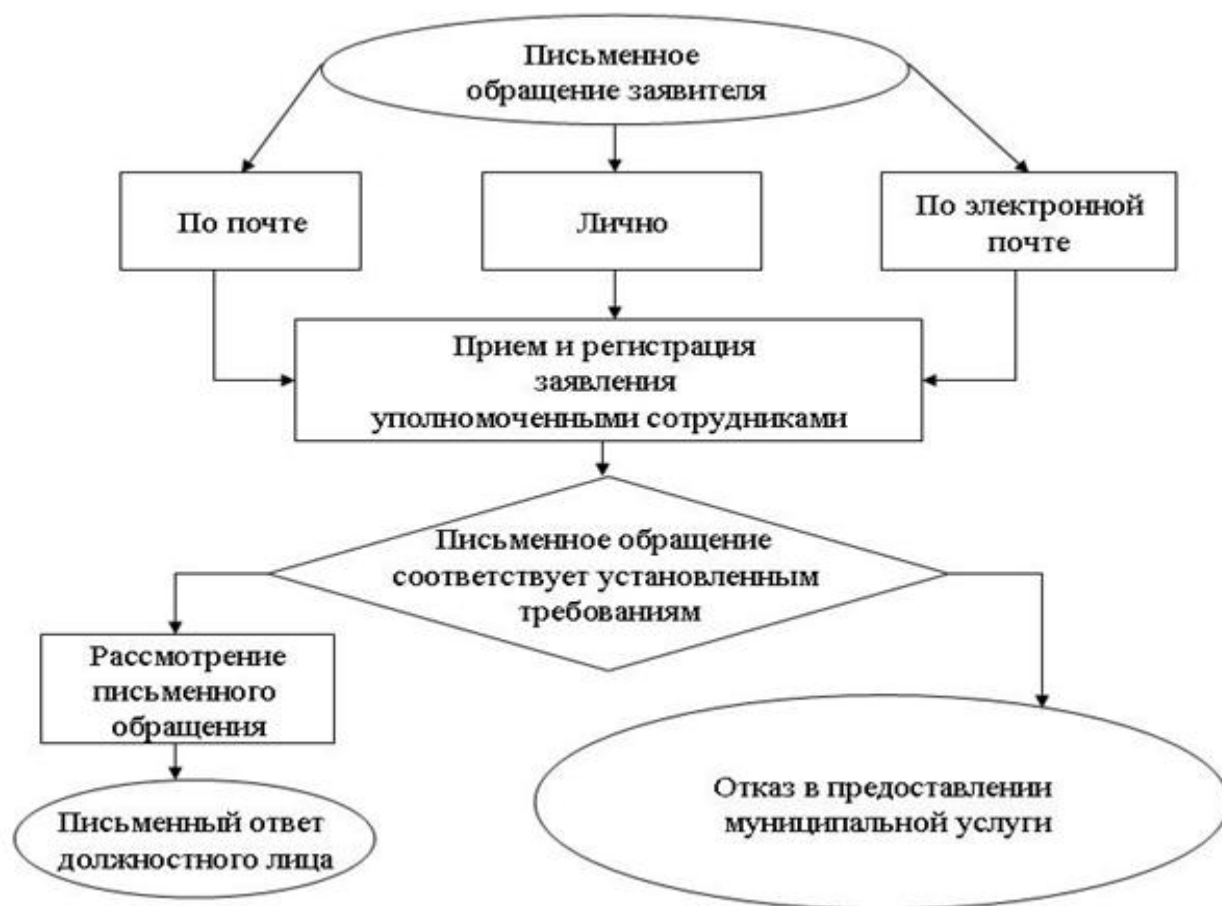 Письменное
обращение заявителя
По почте
Лично
По электронной
почте
Прием и регистрация
заявления
уполномоченными сотрудниками
Письменное обращение
соответствует установленным
требованиям
Рассмотрение
письменного
обращения
Письменный ответ
должностного лица
Отказ в предоставлении
муниципальной услуги